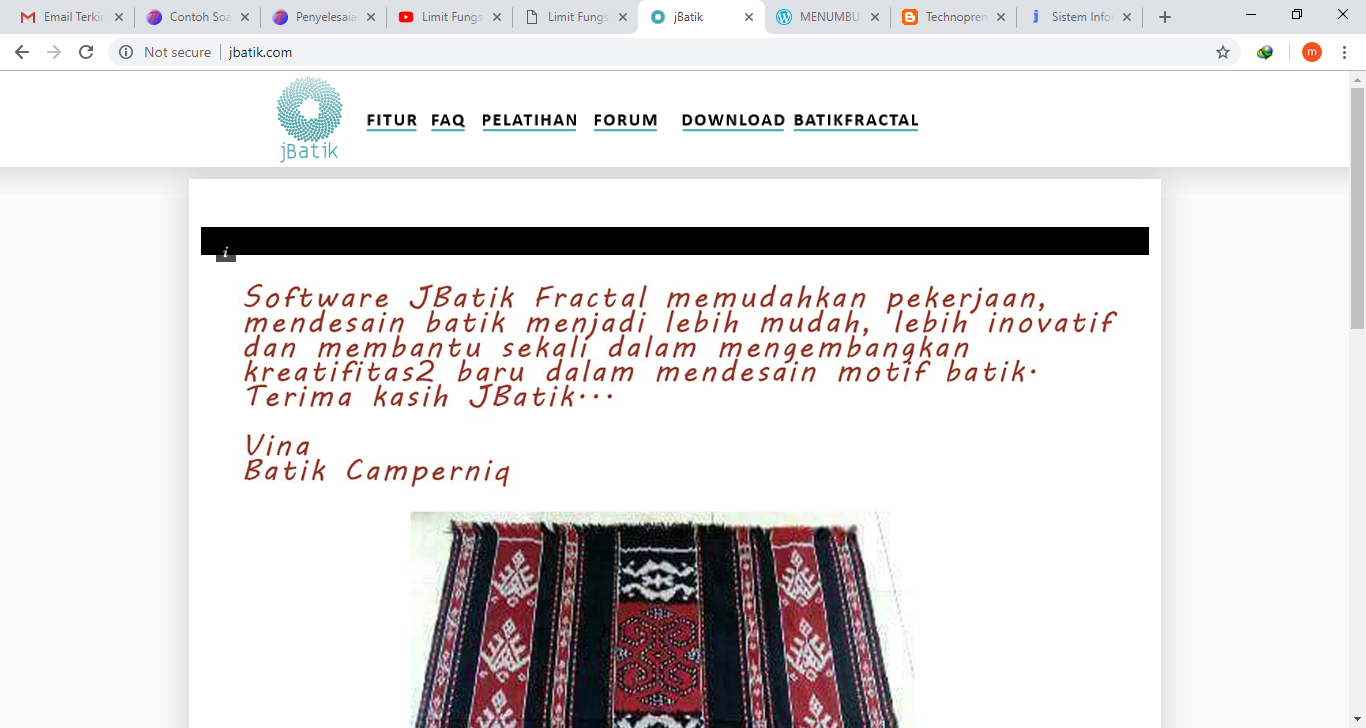 Email Terkir
Contoh Soa
Penyelesaia
Limit Fungs
Limit Fungs
jBatik
MENUMBU
Technopren
Sistem Infor
Not secure
jbatik.com
m
jBatik
FITUR
FAQ
PELATIHAN
FORUM
DOWNLOAD
BATIKFRACTAL
i
Software JBatik Fractal memudahkan pekerjaan,
mendesain batik menjadi lebih mudah, lebih inovatif
dan membantu sekali dalam mengembangkan
kreatifitas2 baru dalam mendesain motif batik.
Terima kasih JBatik...
Vina
Batik Camperniq